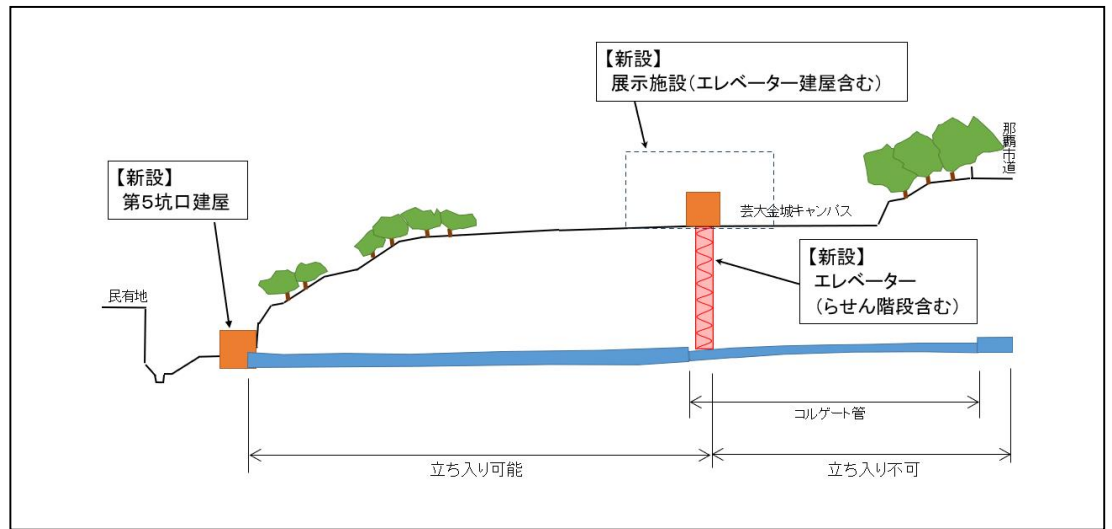 【新設】
展示施設(エレベーター建屋含む)
那覇市道
【新設】
第5坑口建屋
芸大金城キャンパス
【新設】
エレベーター
(らせん階段含む)
民有地
コルゲート管
立ち入り可能
立ち入り不可